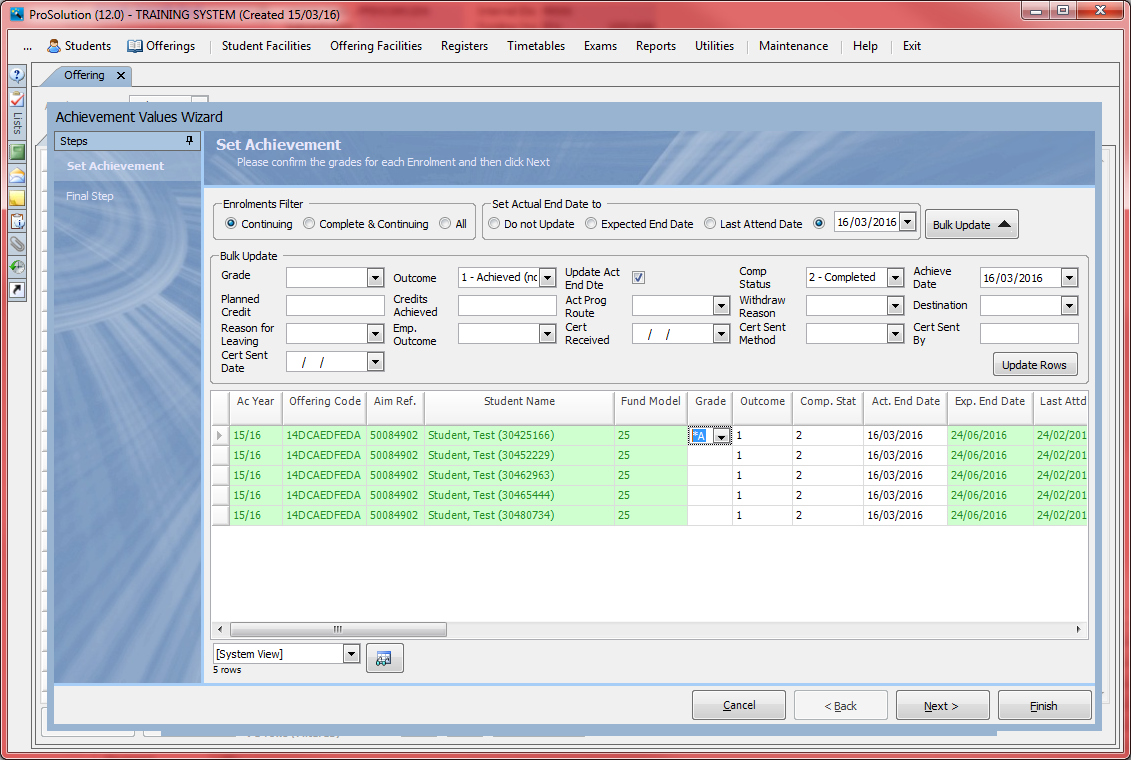 ProSolution (12.0) - TRAINING SYSTEM (Created 15/03/16)
... Students Offerings Student Facilities Offering Facilities Registers Timetables Exams Reports Utilities Maintenance Help Exit
Offering
Lists
Achievement Values Wizard
Steps
Set Achievement
Final Step
Set Achievement
Please confirm the grades for each Enrolment and then click Next
Enrolments Filter
Continuing Complete & Continuing All
Set Actual End Date to
Do not Update Expected End Date Last Attend Date 16/03/2016
Bulk Update
Bulk Update
Grade
Outcome 1 - Achieved (no
Update Act End Dte
Comp Status 2 - Completed
Achieve Date 16/03/2016
Planned Credit
Credits Achieved
Act Prog Route
Withdraw Reason
Destination
Reason for Leaving
Emp. Outcome
Cert Received / /
Cert Sent Method
Cert Sent By
Cert Sent Date / /
Update Rows
Ac Year Offering Code Aim Ref. Student Name Fund Model Grade Outcome Comp. Stat Act. End Date Exp. End Date Last Attd
15/16 14DCAEDFEDA 50084902 Student, Test (30425166) 25 *A 1 2 16/03/2016 24/06/2016 24/02/201
15/16 14DCAEDFEDA 50084902 Student, Test (30452229) 25 1 2 16/03/2016 24/06/2016 24/02/201
15/16 14DCAEDFEDA 50084902 Student, Test (30462963) 25 1 2 16/03/2016 24/06/2016 24/02/201
15/16 14DCAEDFEDA 50084902 Student, Test (30465444) 25 1 2 16/03/2016 24/06/2016 24/02/201
15/16 14DCAEDFEDA 50084902 Student, Test (30480734) 25 1 2 16/03/2016 24/06/2016 24/02/201
[System View]
5 rows
Cancel < Back Next > Finish